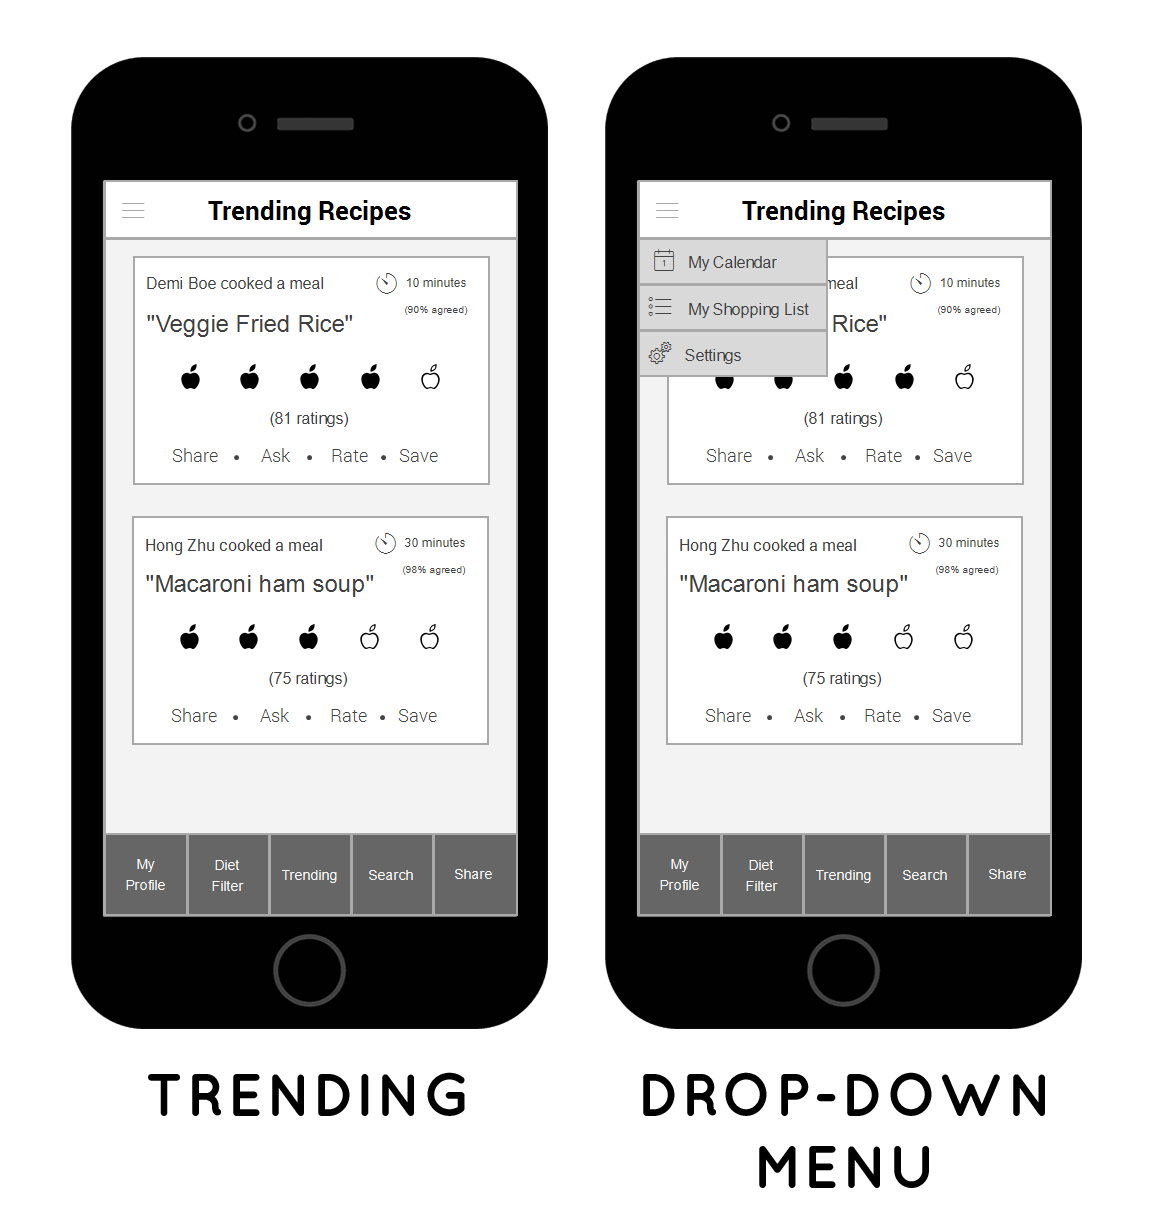 Trending Recipes
Demi Boe cooked a meal
10 minutes
(90% agreed)
"Veggie Fried Rice"
(81 ratings)
Share • Ask • Rate • Save
Hong Zhu cooked a meal
30 minutes
(98% agreed)
"Macaroni ham soup"
(75 ratings)
Share • Ask • Rate • Save
My
Profile
Diet
Filter
Trending
Search
Share
TRENDING
Trending Recipes
1
My Calendar
My Shopping List
Settings
meal
10 minutes
(90% agreed)
Rice"
(81 ratings)
Share • Ask • Rate • Save
Hong Zhu cooked a meal
30 minutes
(98% agreed)
"Macaroni ham soup"
(75 ratings)
Share • Ask • Rate • Save
My
Profile
Diet
Filter
Trending
Search
Share
DROP-DOWN
MENU